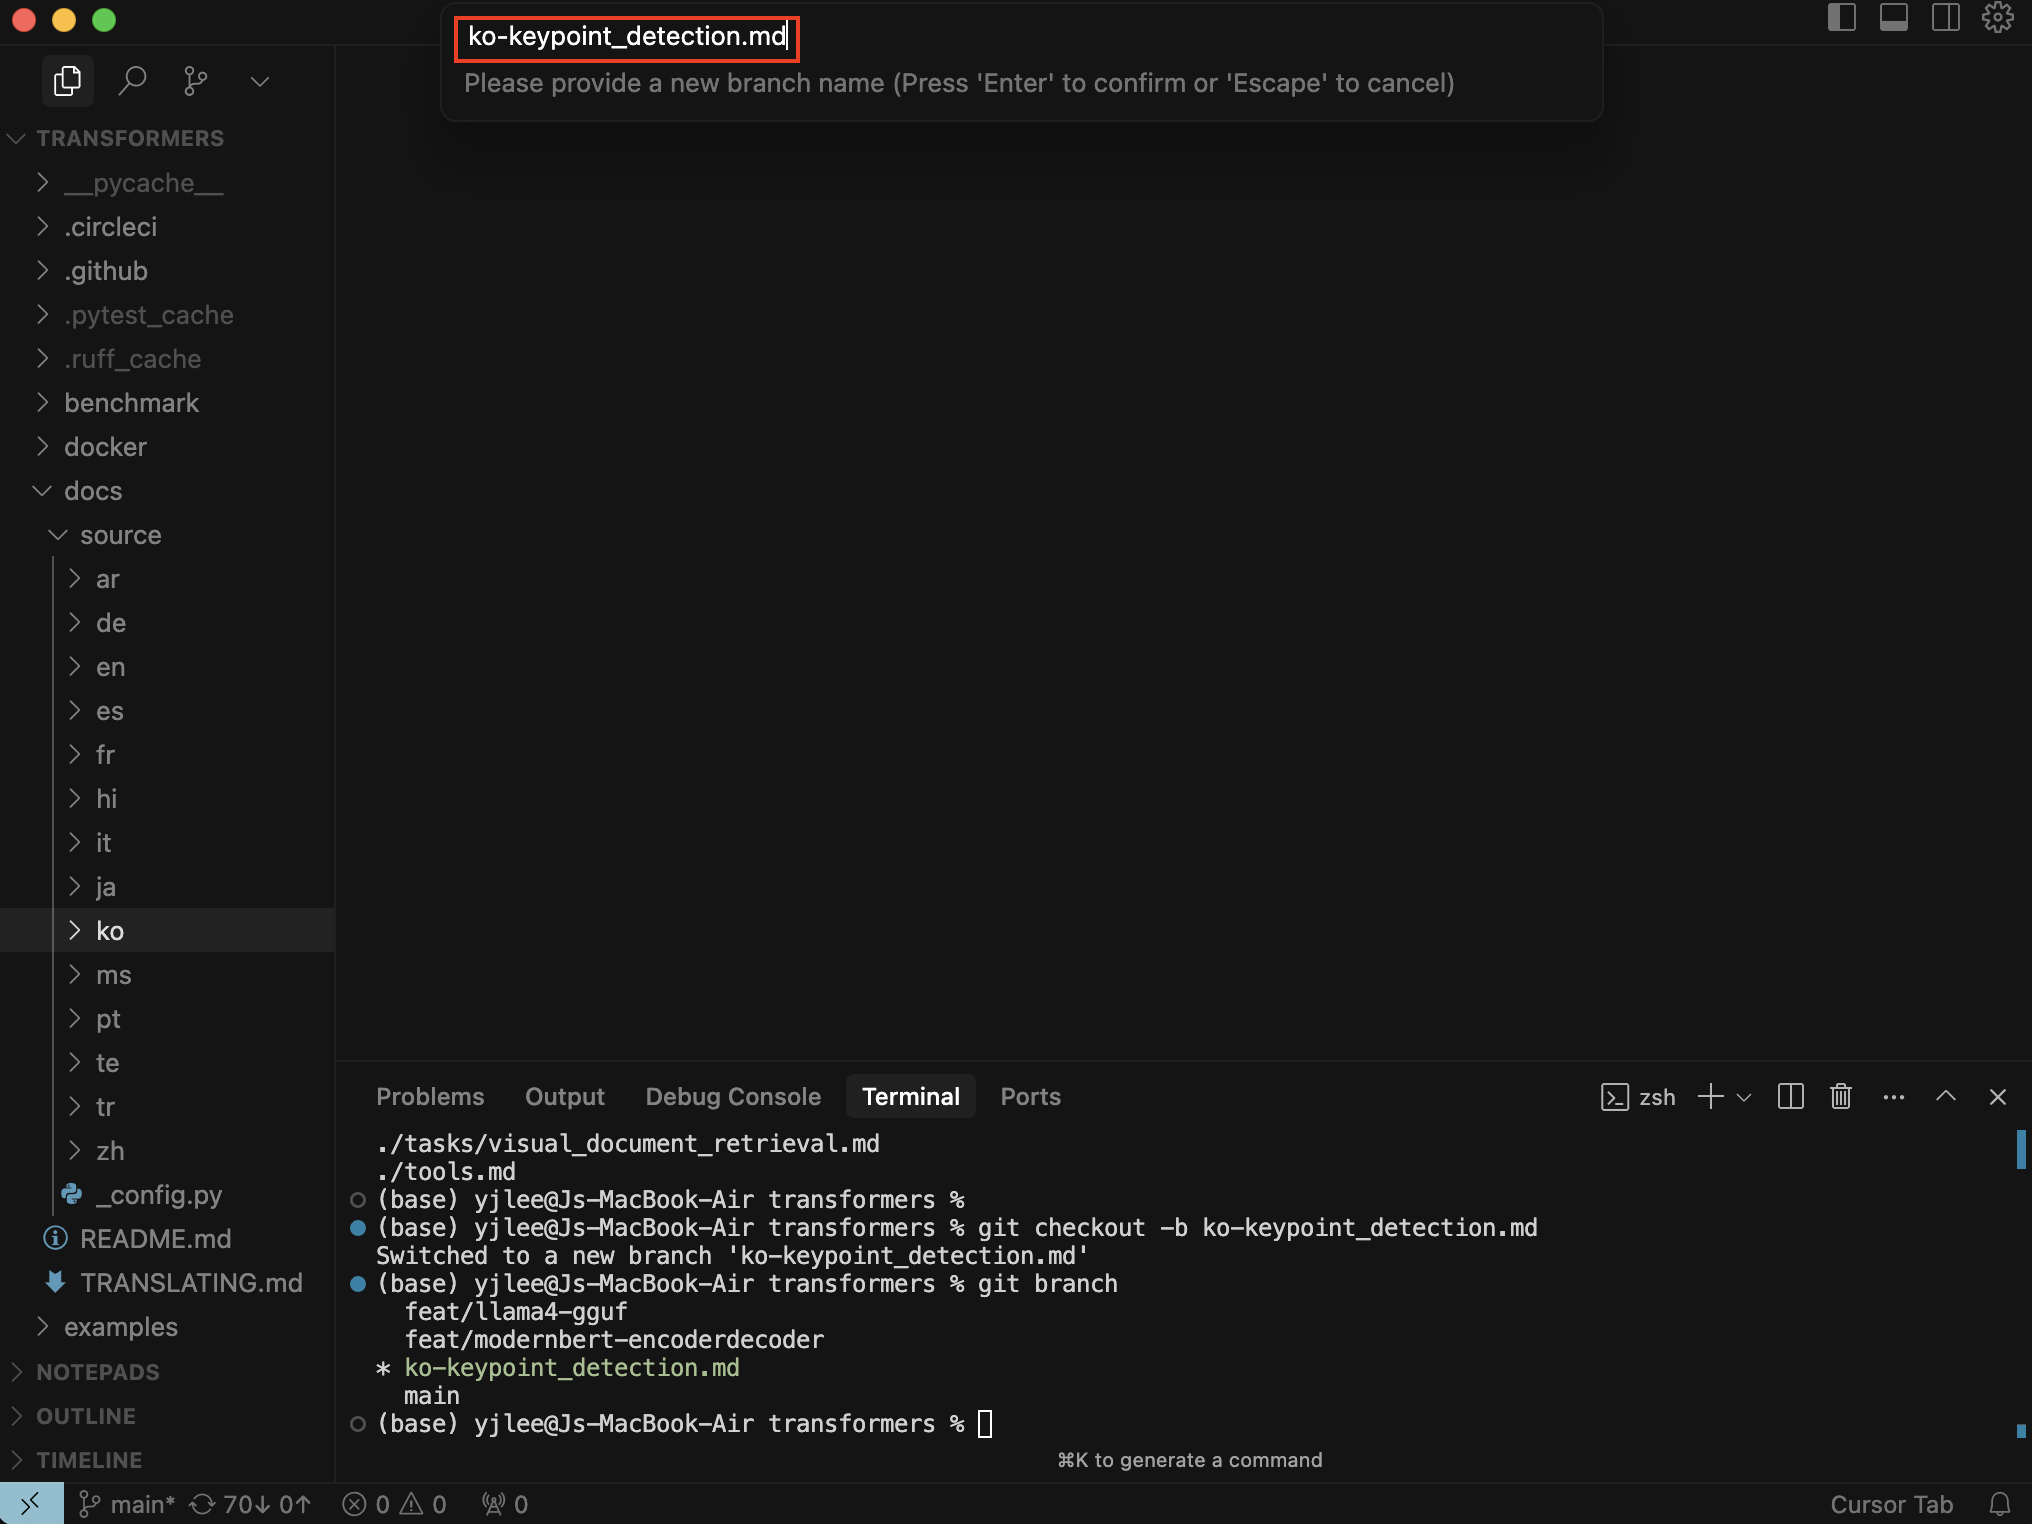 ko-keypoint_detection.md
Please provide a new branch name (Press 'Enter' to confirm or 'Escape' to cancel)
TRANSFORMERS
__pycache__
.circleci
.github
.pytest_cache
.ruff_cache
benchmark
docker
docs
source
ar
de
en
es
fr
hi
it
ja
ko
ms
pt
te
tr
zh
_config.py
README.md
TRANSLATING.md
examples
NOTEPADS
OUTLINE
TIMELINE
Problems Output Debug Console Terminal Ports zsh
./tasks/visual_document_retrieval.md
./tools.md
(base) yjlee@Js-MacBook-Air transformers %
(base) yjlee@Js-MacBook-Air transformers % git checkout -b ko-keypoint_detection.md
Switched to a new branch 'ko-keypoint_detection.md'
(base) yjlee@Js-MacBook-Air transformers % git branch
feat/llama4-gguf
feat/modernbert-encoderdecoder
* ko-keypoint_detection.md
main
(base) yjlee@Js-MacBook-Air transformers %
⌘K to generate a command
main* 70↓ 0↑ 0 0 0 Cursor Tab